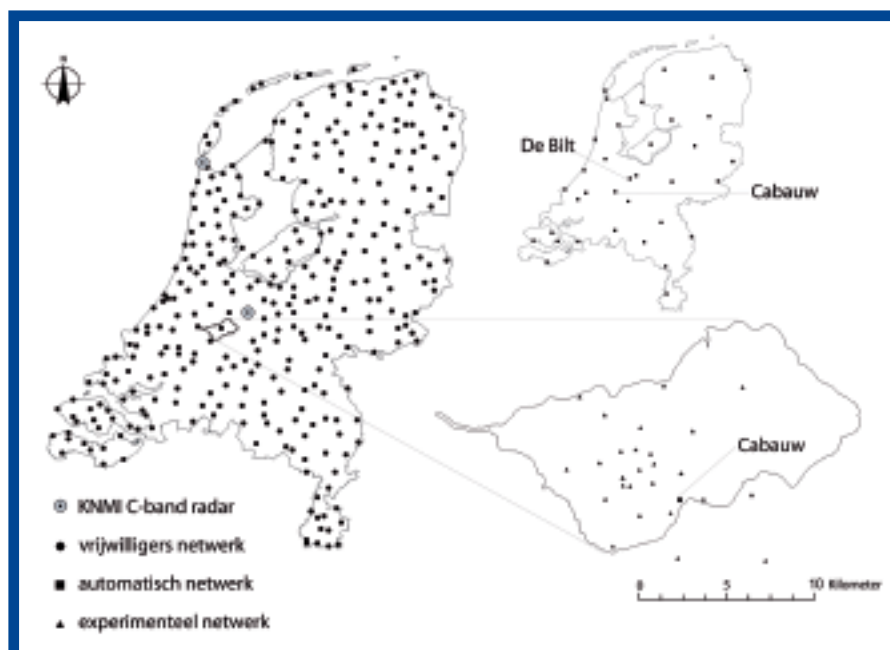 N
De Bilt
Cabauw
Cabauw
KNMI C-band radar
vrijwilligers netwerk
automatisch netwerk
experimenteel netwerk
0 5 10 Kilometer